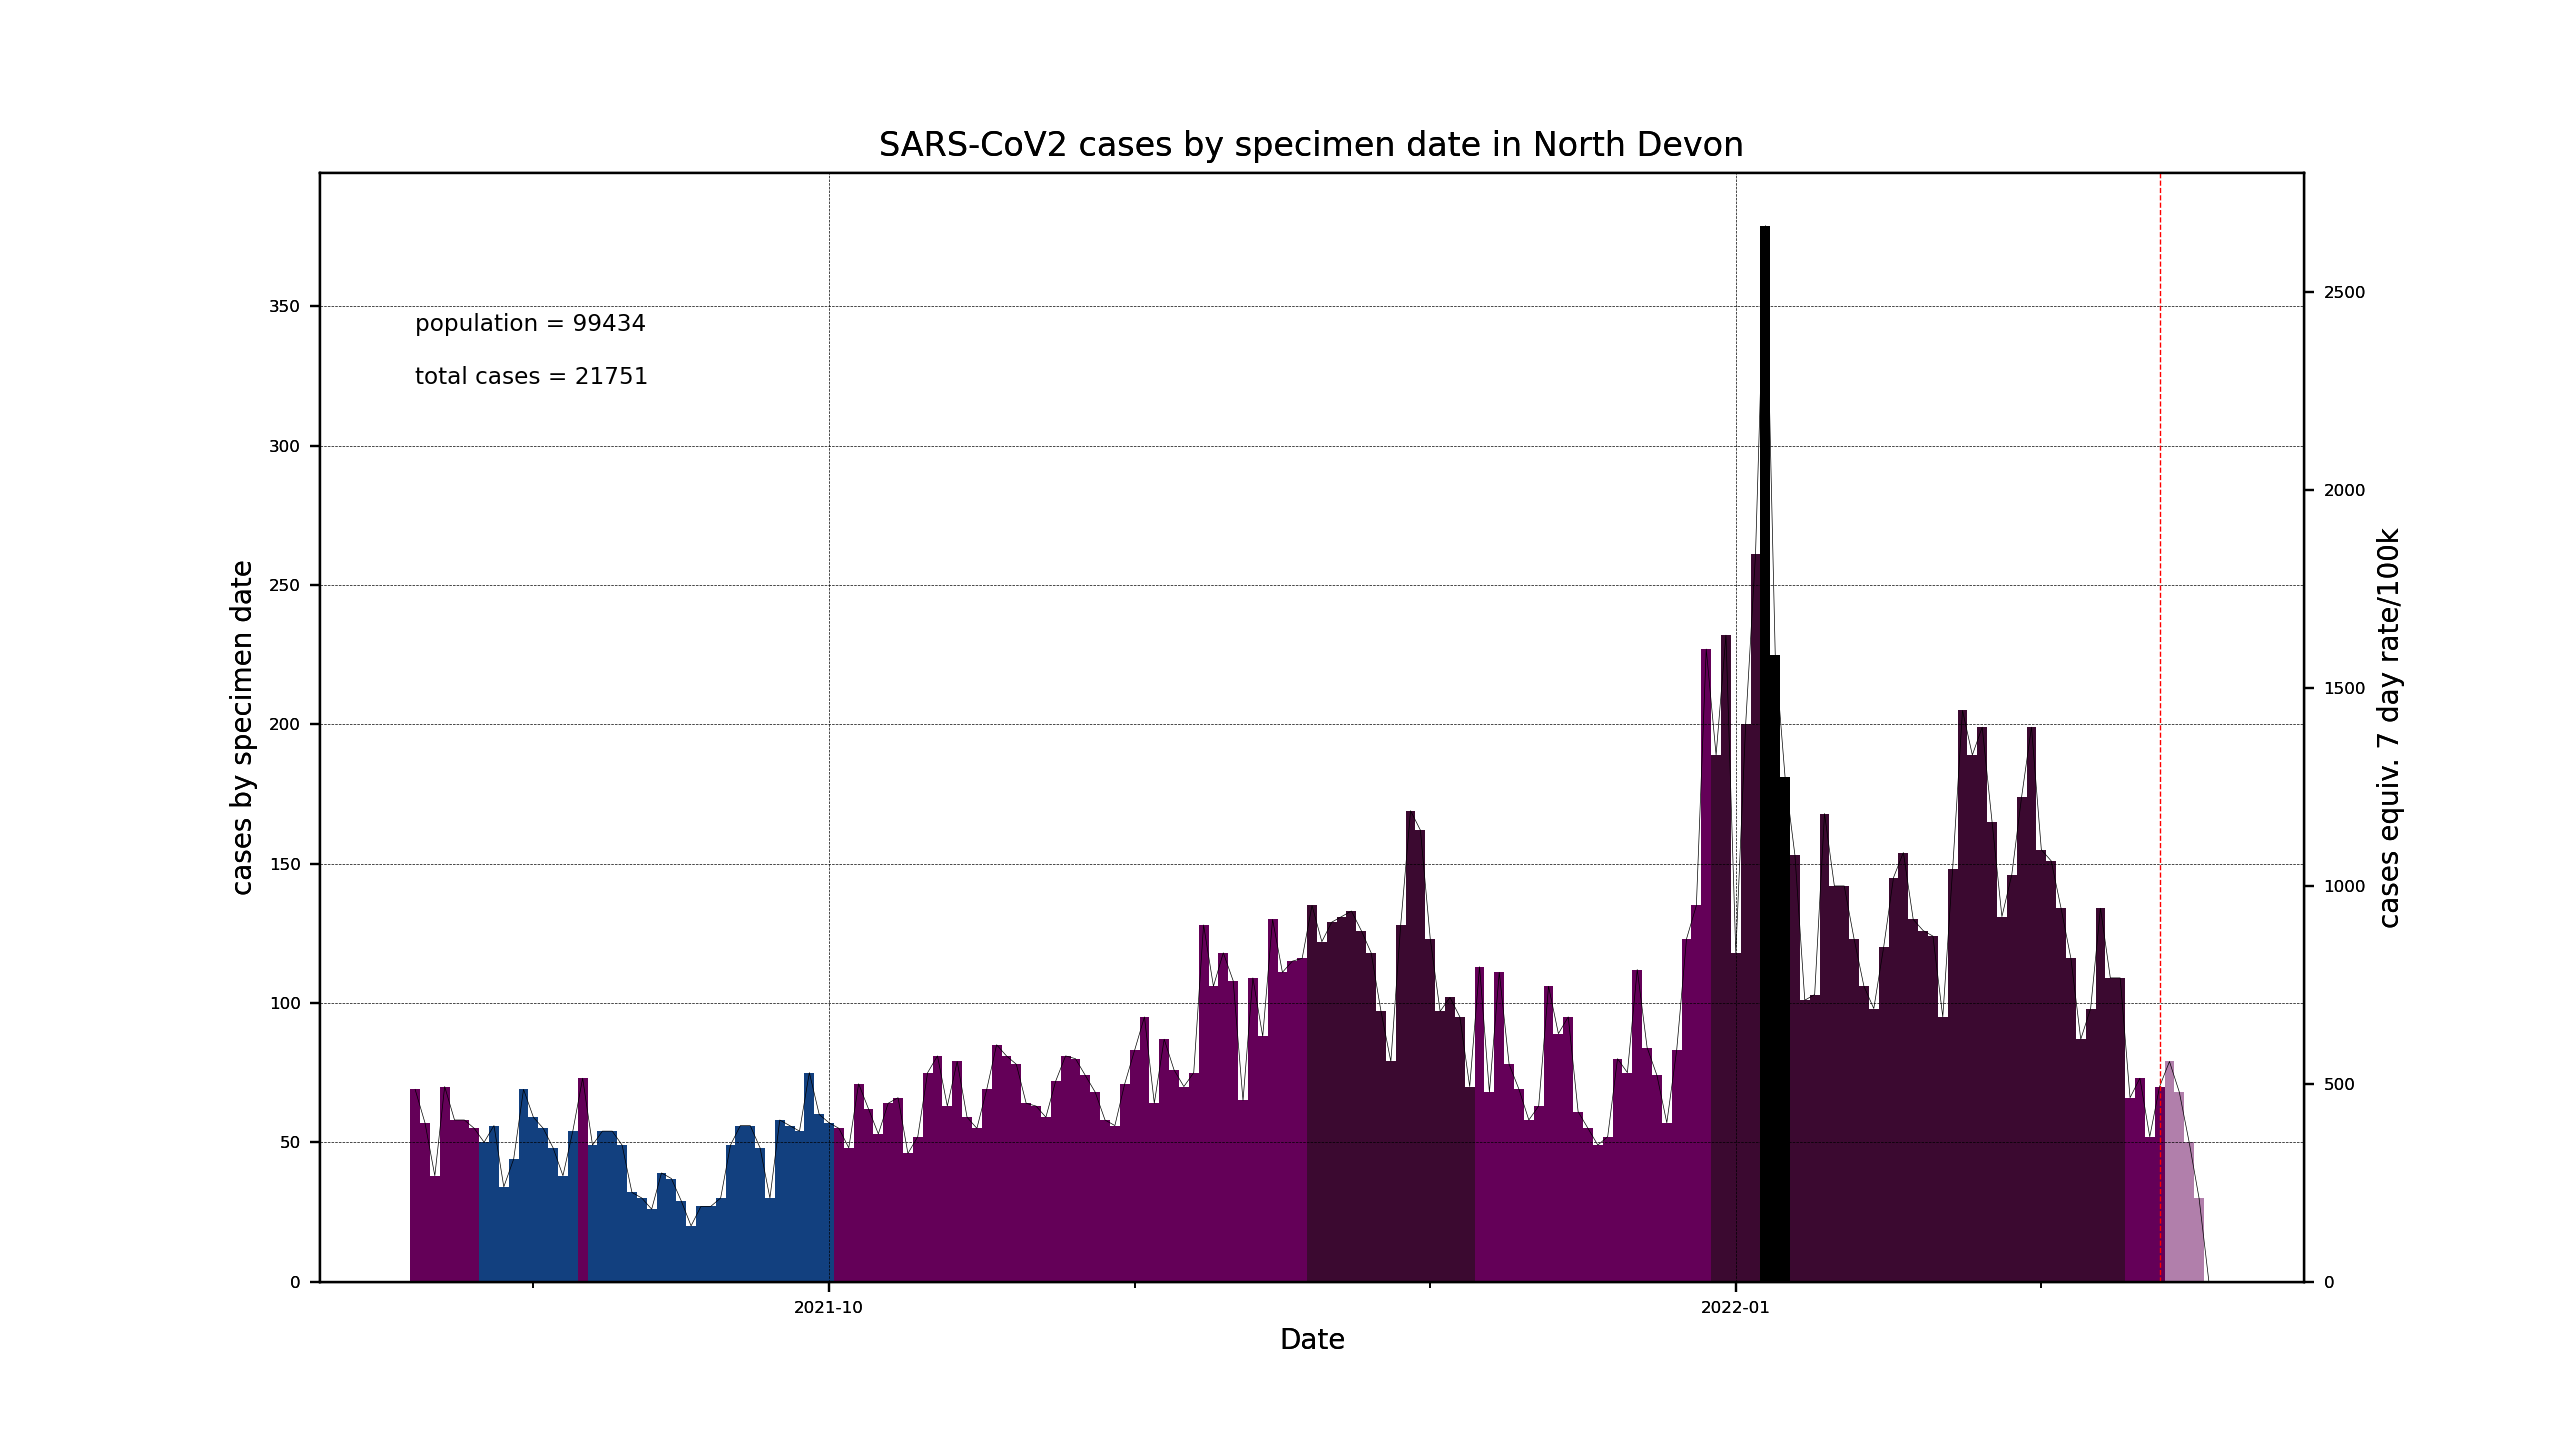 SARS-CoV2 cases by specimen date in North Devon
population = 99434
total cases = 21751
cases by specimen date
350
300
250
200
150
100
50
0
2500
2000
1500
1000
500
0
cases equiv. 7 day rate/100k
2021-10
2022-01
Date